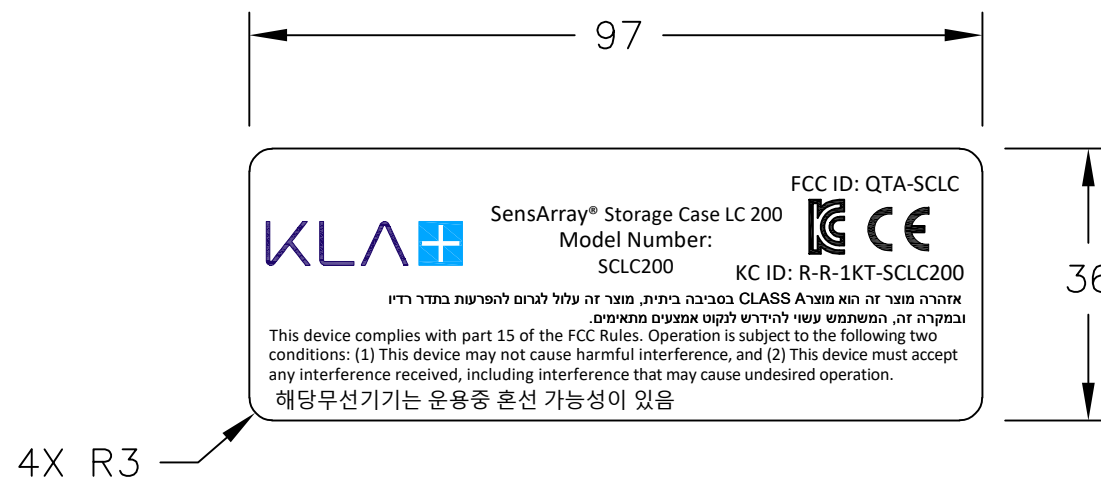 97
FCC ID: QTA-SCLC
SensArray® Storage Case LC 200
KLA
Model Number:
CE
SCLC200
KC ID: R-R-1KT-SCLC200
36
אזהרה מוצר זה הוא מוצרCLASS A בסביבה ביתית, מוצר זה עלול לגרום להפרעות בתדר רדיו
ובמקרה זה, המשתמש עשוי להידרש לנקוט אמצעים מתאימים.
This device complies with part 15 of the FCC Rules. Operation is subject to the following two
conditions: (1) This device may not cause harmful interference, and (2) This device must accept
any interference received, including interference that may cause undesired operation.
해당무선기기는 운용중 혼선 가능성이 있음
4X R3